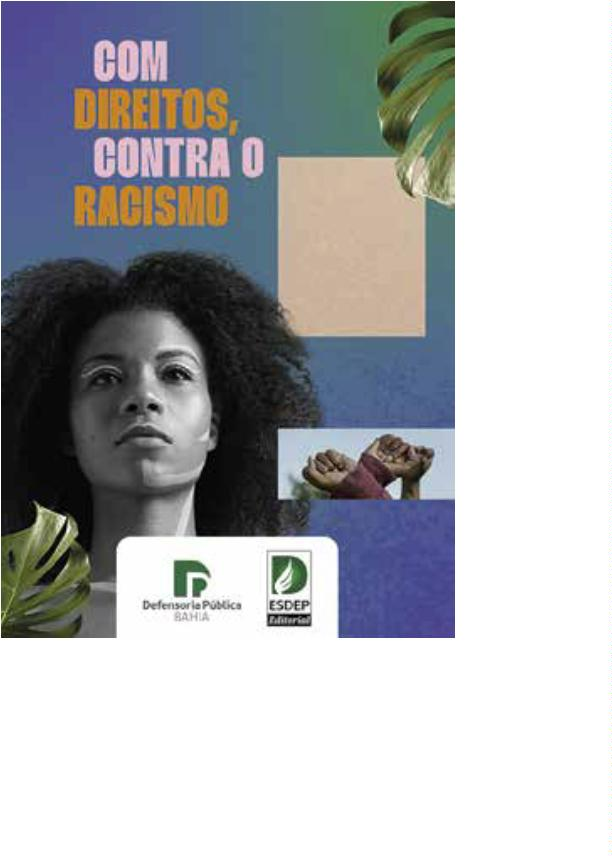 COM
DIREITOS,
CONTRA O
RACISMO
Defensoria Pública
BAHIA
ESDEP
Editorial